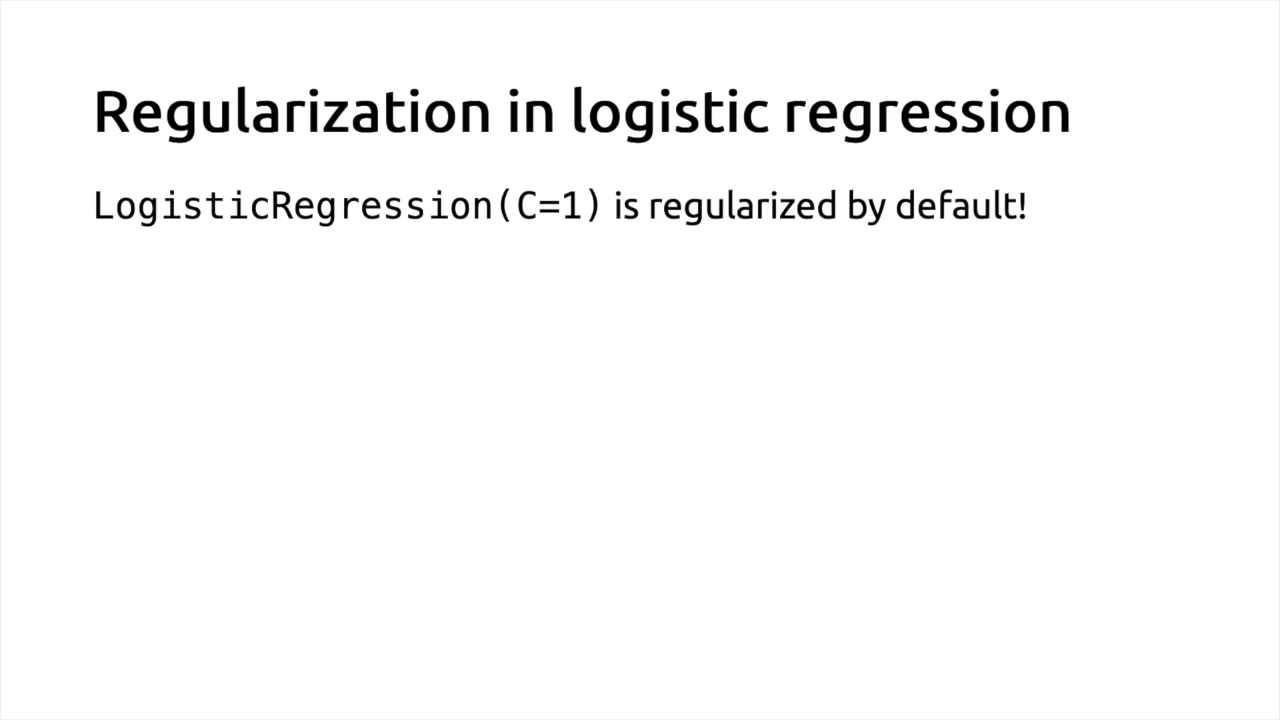 Regularization in logistic regression
LogisticRegression(C=1) is regularized by default!